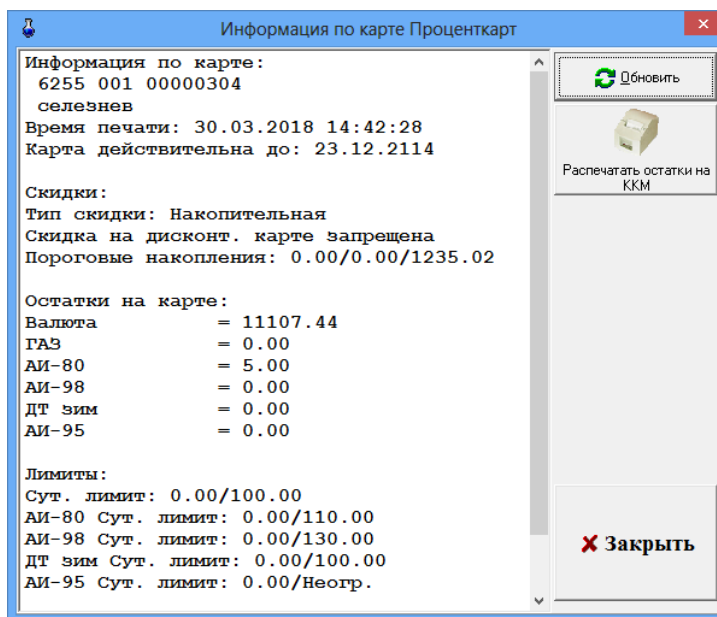 Информация по карте Проценткарт
Информация по карте:
6255 001 00000304
селезнев
Время печати: 30.03.2018 14:42:28
Карта действительна до: 23.12.2114
Скидки:
Тип скидки: Накопительная
Скидка на дисконт. карте запрещена
Пороговые накопления: 0.00/0.00/1235.02
Остатки на карте:
Валюта = 11107.44
ГАЗ = 0.00
АИ-80 = 5.00
АИ-98 = 0.00
ДТ зим = 0.00
АИ-95 = 0.00
Лимиты:
Сут. лимит: 0.00/100.00
АИ-80 Сут. лимит: 0.00/110.00
АИ-98 Сут. лимит: 0.00/130.00
ДТ зим Сут. лимит: 0.00/100.00
АИ-95 Сут. лимит: 0.00/Неогр.
Обновить
Распечатать остатки на
ККМ
Закрыть